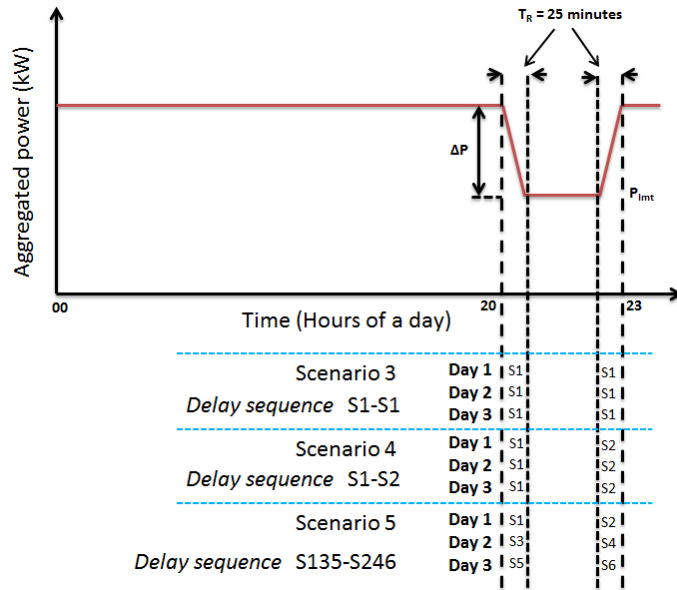 T_R = 25 minutes
Aggregated power (kW)
ΔP
P_lmt
00
20
23
Time (Hours of a day)
Scenario 3
Delay sequence S1-S1
Day 1 S1 S1
Day 2 S1 S1
Day 3 S1 S1
Scenario 4
Delay sequence S1-S2
Day 1 S1 S2
Day 2 S1 S2
Day 3 S1 S2
Scenario 5
Delay sequence S135-S246
Day 1 S1 S2
Day 2 S3 S4
Day 3 S5 S6